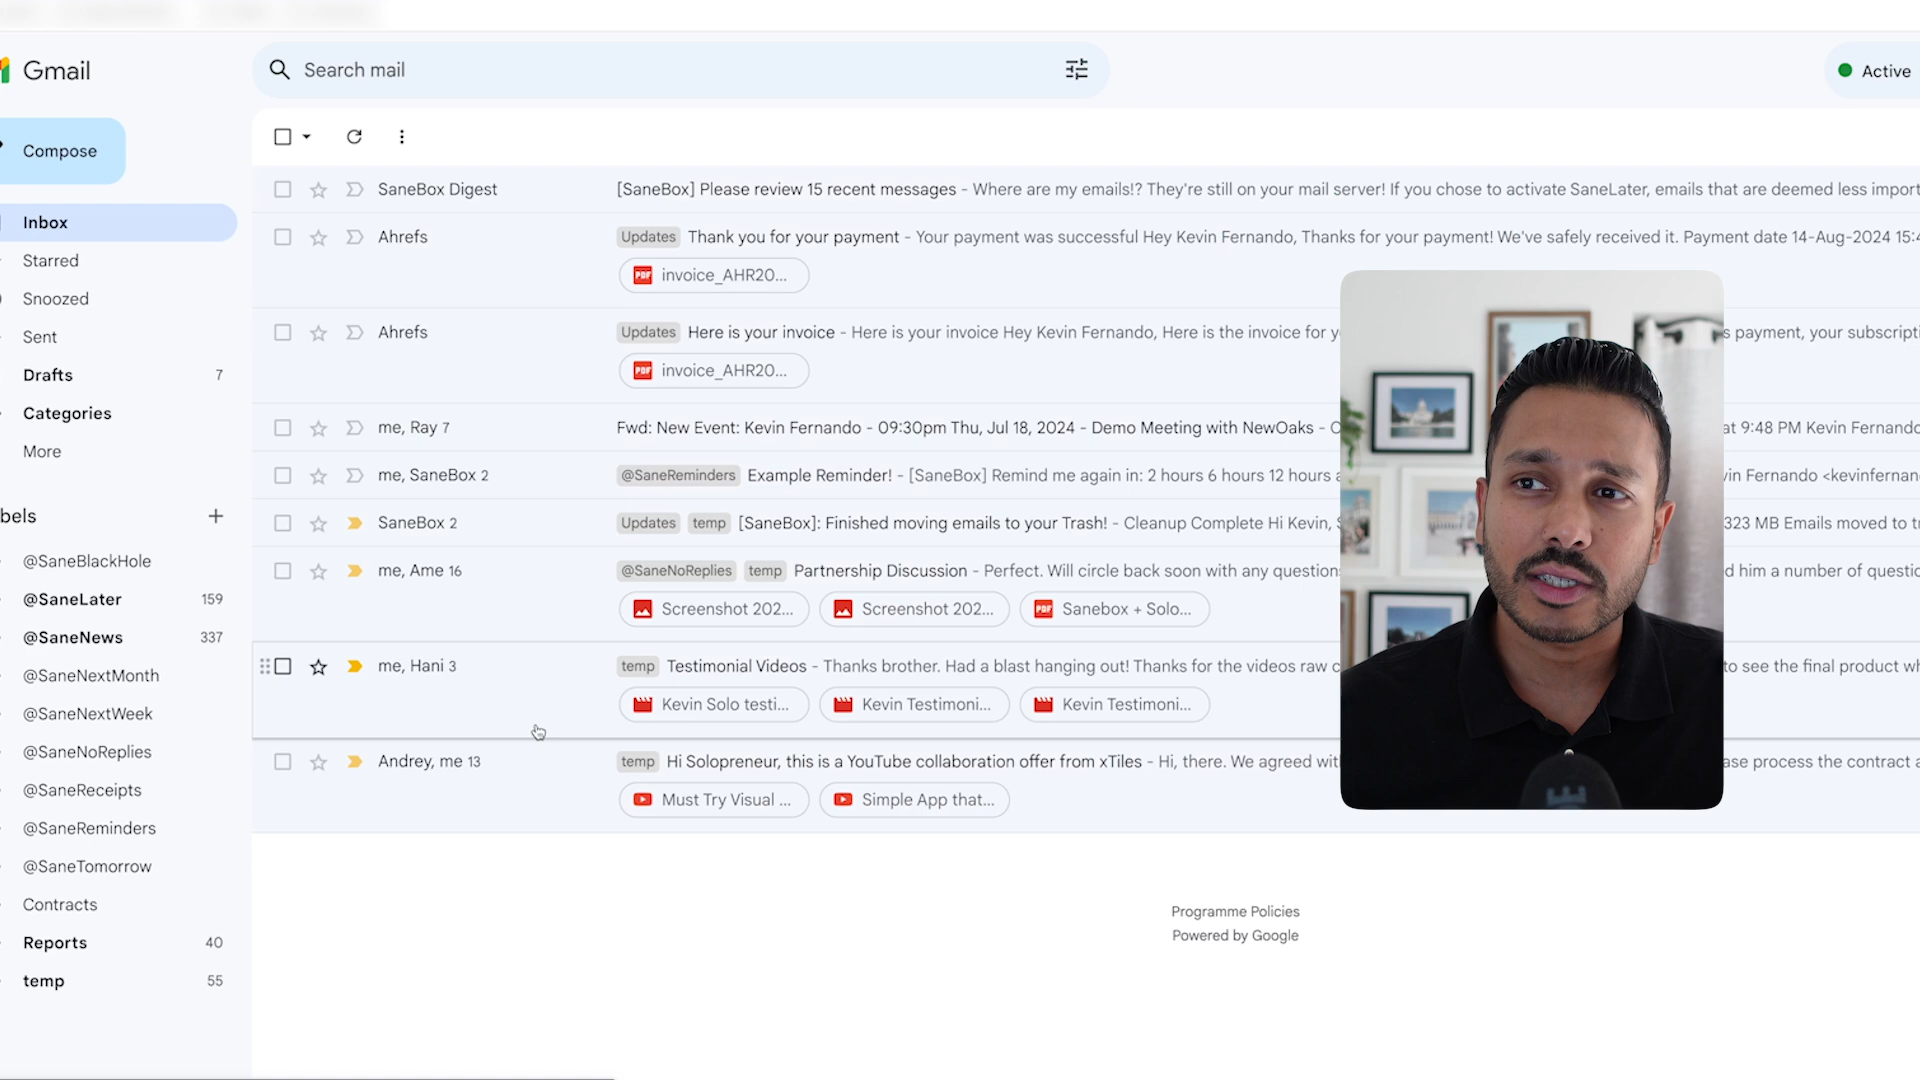 Gmail
Search mail
Active
Compose
Inbox
Starred
Snoozed
Sent
Drafts 7
Categories
More
bels
@SaneBlackHole
@SaneLater 159
@SaneNews 337
@SaneNextMonth
@SaneNextWeek
@SaneNoReplies
@SaneReceipts
@SaneReminders
@SaneTomorrow
Contracts
Reports 40
temp 55
SaneBox Digest [SaneBox] Please review 15 recent messages - Where are my emails!? They're still on your mail server! If you chose to activate SaneLater, emails that are deemed less import
Ahrefs Updates Thank you for your payment - Your payment was successful Hey Kevin Fernando, Thanks for your payment! We've safely received it. Payment date 14-Aug-2024 15:4
PDF invoice_AHR20...
Ahrefs Updates Here is your invoice - Here is your invoice Hey Kevin Fernando, Here is the invoice for y s payment, your subscripti
PDF invoice_AHR20...
me, Ray 7 Fwd: New Event: Kevin Fernando - 09:30pm Thu, Jul 18, 2024 - Demo Meeting with NewOaks - at 9:48 PM Kevin Fernando
me, SaneBox 2 @SaneReminders Example Reminder! - [SaneBox] Remind me again in: 2 hours 6 hours 12 hours a vin Fernando <kevinfernan
SaneBox 2 Updates temp [SaneBox]: Finished moving emails to your Trash! - Cleanup Complete Hi Kevin, 323 MB Emails moved to tr
me, Ame 16 @SaneNoReplies temp Partnership Discussion - Perfect. Will circle back soon with any question d him a number of questic
Screenshot 202... Screenshot 202... PDF Sanebox + Solo...
me, Hani 3 temp Testimonial Videos - Thanks brother. Had a blast hanging out! Thanks for the videos raw c to see the final product wh
Kevin Solo testi... Kevin Testimoni... Kevin Testimoni...
Andrey, me 13 temp Hi Solopreneur, this is a YouTube collaboration offer from xTiles - Hi, there. We agreed wit ase process the contract a
Must Try Visual ... Simple App that...
Programme Policies
Powered by Google